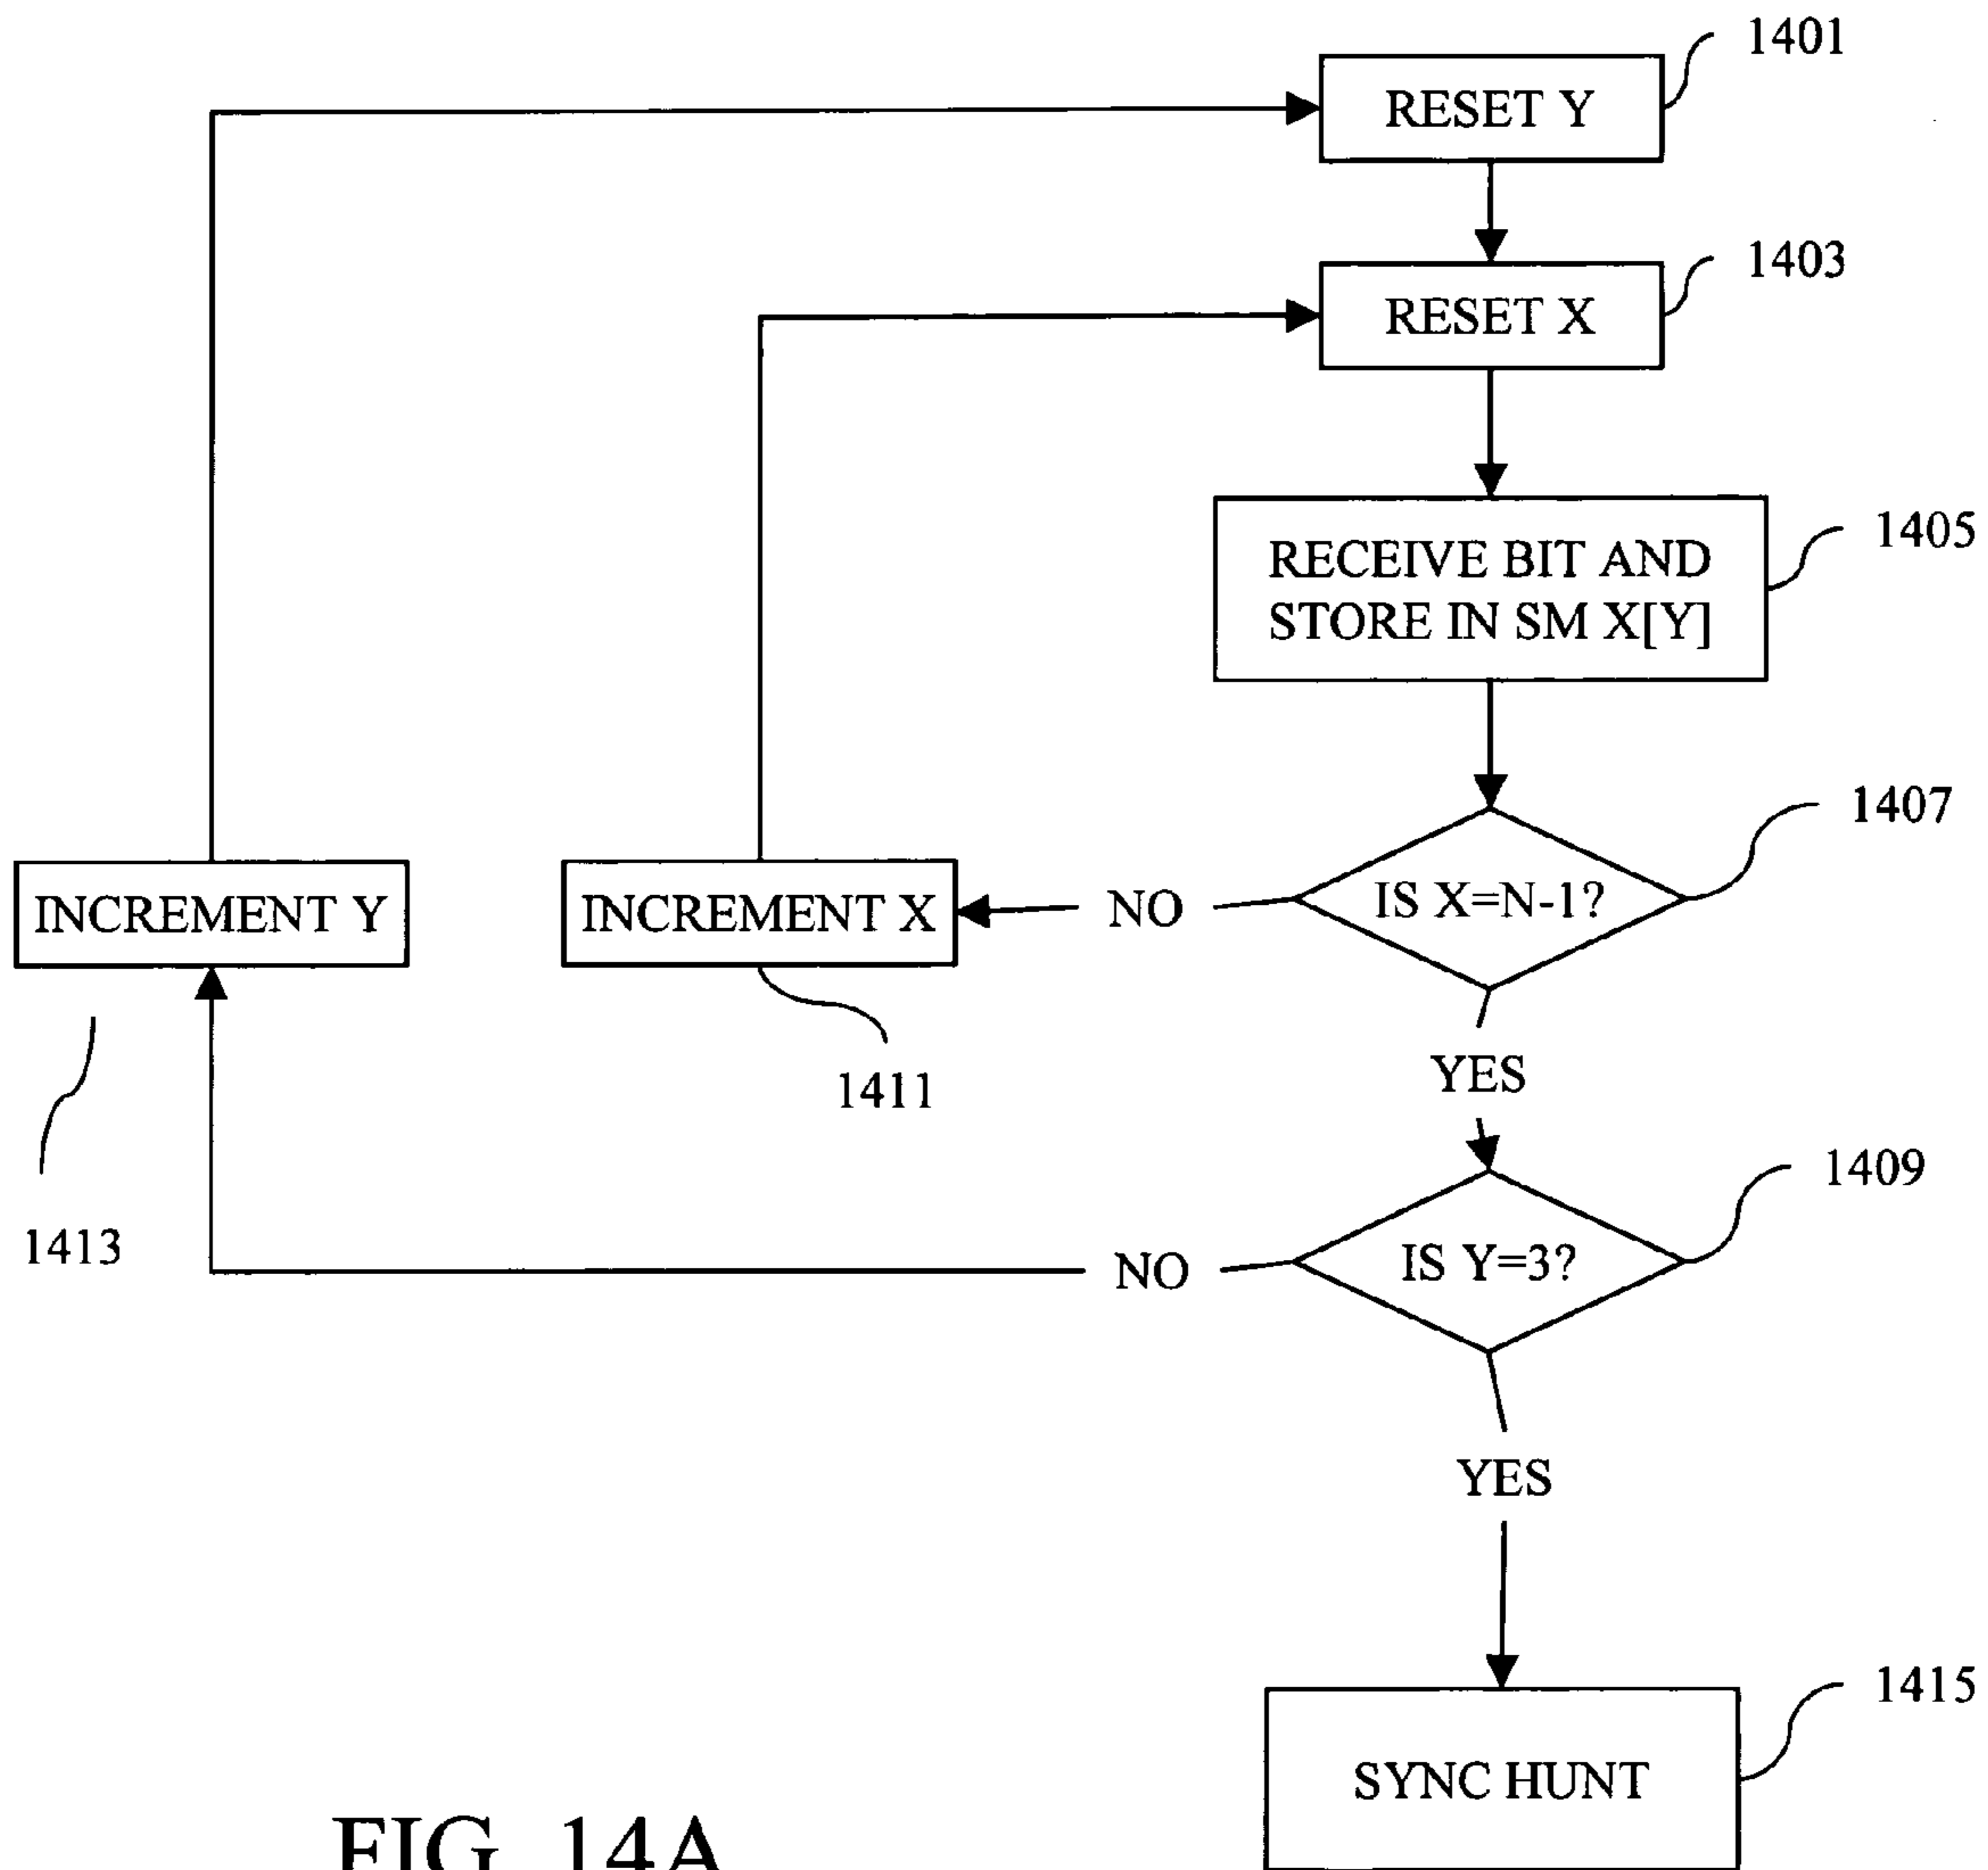 1401
RESET Y
1403
RESET X
1405
RECEIVE BIT AND
STORE IN SM X[Y]
1407
IS X=N-1?
NO
INCREMENT X
INCREMENT Y
1411
YES
1409
1413
IS Y=3?
NO
YES
1415
SYNC HUNT
FIG. 14A